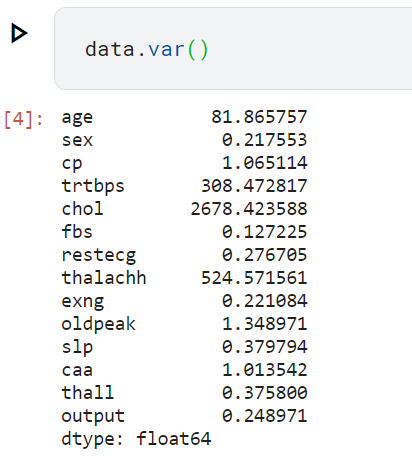 data.var()
[4]: age 81.865757
sex 0.217553
cp 1.065114
trtbps 308.472817
chol 2678.423588
fbs 0.127225
restecg 0.276705
thalachh 524.571561
exng 0.221084
oldpeak 1.348971
slp 0.379794
caa 1.013542
thall 0.375800
output 0.248971
dtype: float64